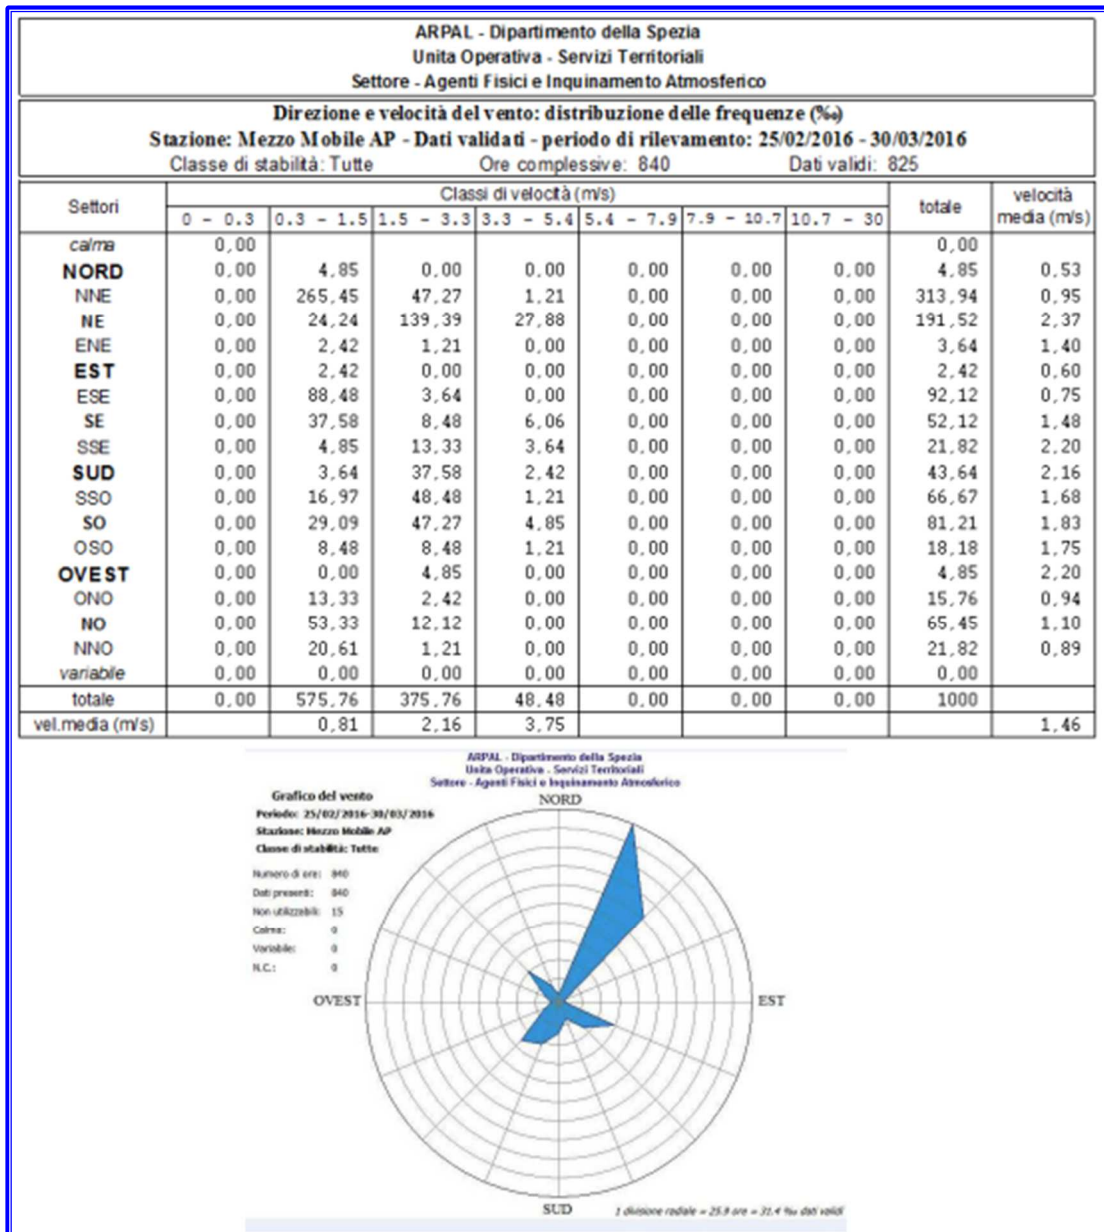 ARPAL - Dipartimento della Spezia
Unita Operativa - Servizi Territoriali
Settore - Agenti Fisici e Inquinamento Atmosferico
Direzione e velocità del vento: distribuzione delle frequenze (‰)
Stazione: Mezzo Mobile AP - Dati validati - periodo di rilevamento: 25/02/2016 - 30/03/2016
Classe di stabilità: Tutte Ore complessive: 840 Dati validi: 825
Settori Classi di velocità (m/s) totale velocità media (m/s)
0 - 0.3 0.3 - 1.5 1.5 - 3.3 3.3 - 5.4 5.4 - 7.9 7.9 - 10.7 10.7 - 30
calma 0,00 0,00
NORD 0,00 4,85 0,00 0,00 0,00 0,00 0,00 4,85 0,53
NNE 0,00 265,45 47,27 1,21 0,00 0,00 0,00 313,94 0,95
NE 0,00 24,24 139,39 27,88 0,00 0,00 0,00 191,52 2,37
ENE 0,00 2,42 1,21 0,00 0,00 0,00 0,00 3,64 1,40
EST 0,00 2,42 0,00 0,00 0,00 0,00 0,00 2,42 0,60
ESE 0,00 88,48 3,64 0,00 0,00 0,00 0,00 92,12 0,75
SE 0,00 37,58 8,48 6,06 0,00 0,00 0,00 52,12 1,48
SSE 0,00 4,85 13,33 3,64 0,00 0,00 0,00 21,82 2,20
SUD 0,00 3,64 37,58 2,42 0,00 0,00 0,00 43,64 2,16
SSO 0,00 16,97 48,48 1,21 0,00 0,00 0,00 66,67 1,68
SO 0,00 29,09 47,27 4,85 0,00 0,00 0,00 81,21 1,83
OSO 0,00 8,48 8,48 1,21 0,00 0,00 0,00 18,18 1,75
OVEST 0,00 0,00 4,85 0,00 0,00 0,00 0,00 4,85 2,20
ONO 0,00 13,33 2,42 0,00 0,00 0,00 0,00 15,76 0,94
NO 0,00 53,33 12,12 0,00 0,00 0,00 0,00 65,45 1,10
NNO 0,00 20,61 1,21 0,00 0,00 0,00 0,00 21,82 0,89
variabile 0,00 0,00 0,00 0,00 0,00 0,00 0,00 0,00
totale 0,00 575,76 375,76 48,48 0,00 0,00 0,00 1000
vel.media (m/s) 0,81 2,16 3,75 1,46
ARPAL - Dipartimento della Spezia
Unita Operativa - Servizi Territoriali
Settore - Agenti Fisici e Inquinamento Atmosferico
Grafico del vento
Periodo: 25/02/2016-30/03/2016
Stazione: Mezzo Mobile AP
Classe di stabilità: Tutte
Numero di ore: 840
Dati presenti: 840
Non utilizzabili: 15
Calma: 0
Variabile: 0
N.C.: 0
NORD
OVEST
EST
SUD
1 divisione radiale = 25.9 ore = 31.4 ‰ dati validi